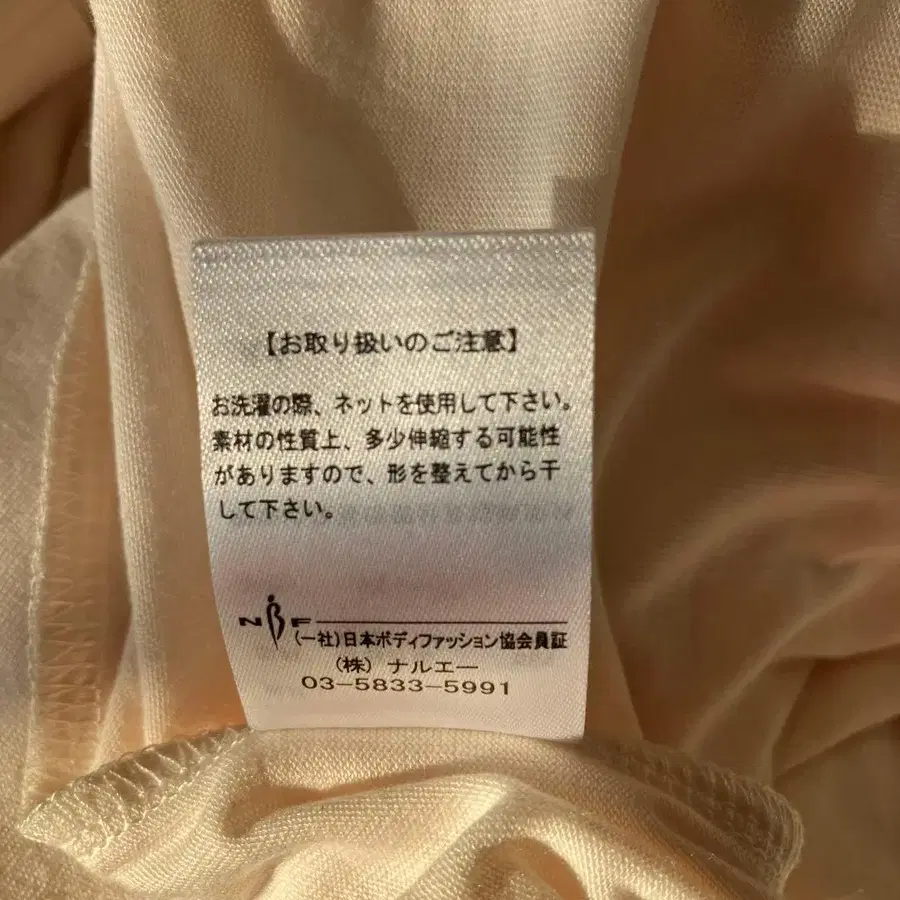 【お取り扱いのご注意】
お洗濯の際、ネットを使用して下さい。
素材の性質上、多少伸縮する可能性
がありますので、形を整えてから干
して下さい。
NBF
(一社)日本ボディファッション協会員証
(株) ナルエー
03-5833-5991